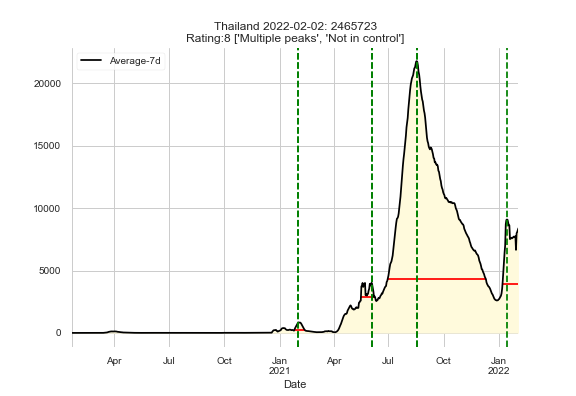 Thailand 2022-02-02: 2465723
Rating:8 ['Multiple peaks', 'Not in control']
Average-7d
20000
15000
10000
5000
0
Apr Jul Oct Jan Apr Jul Oct Jan
2021 2022
Date